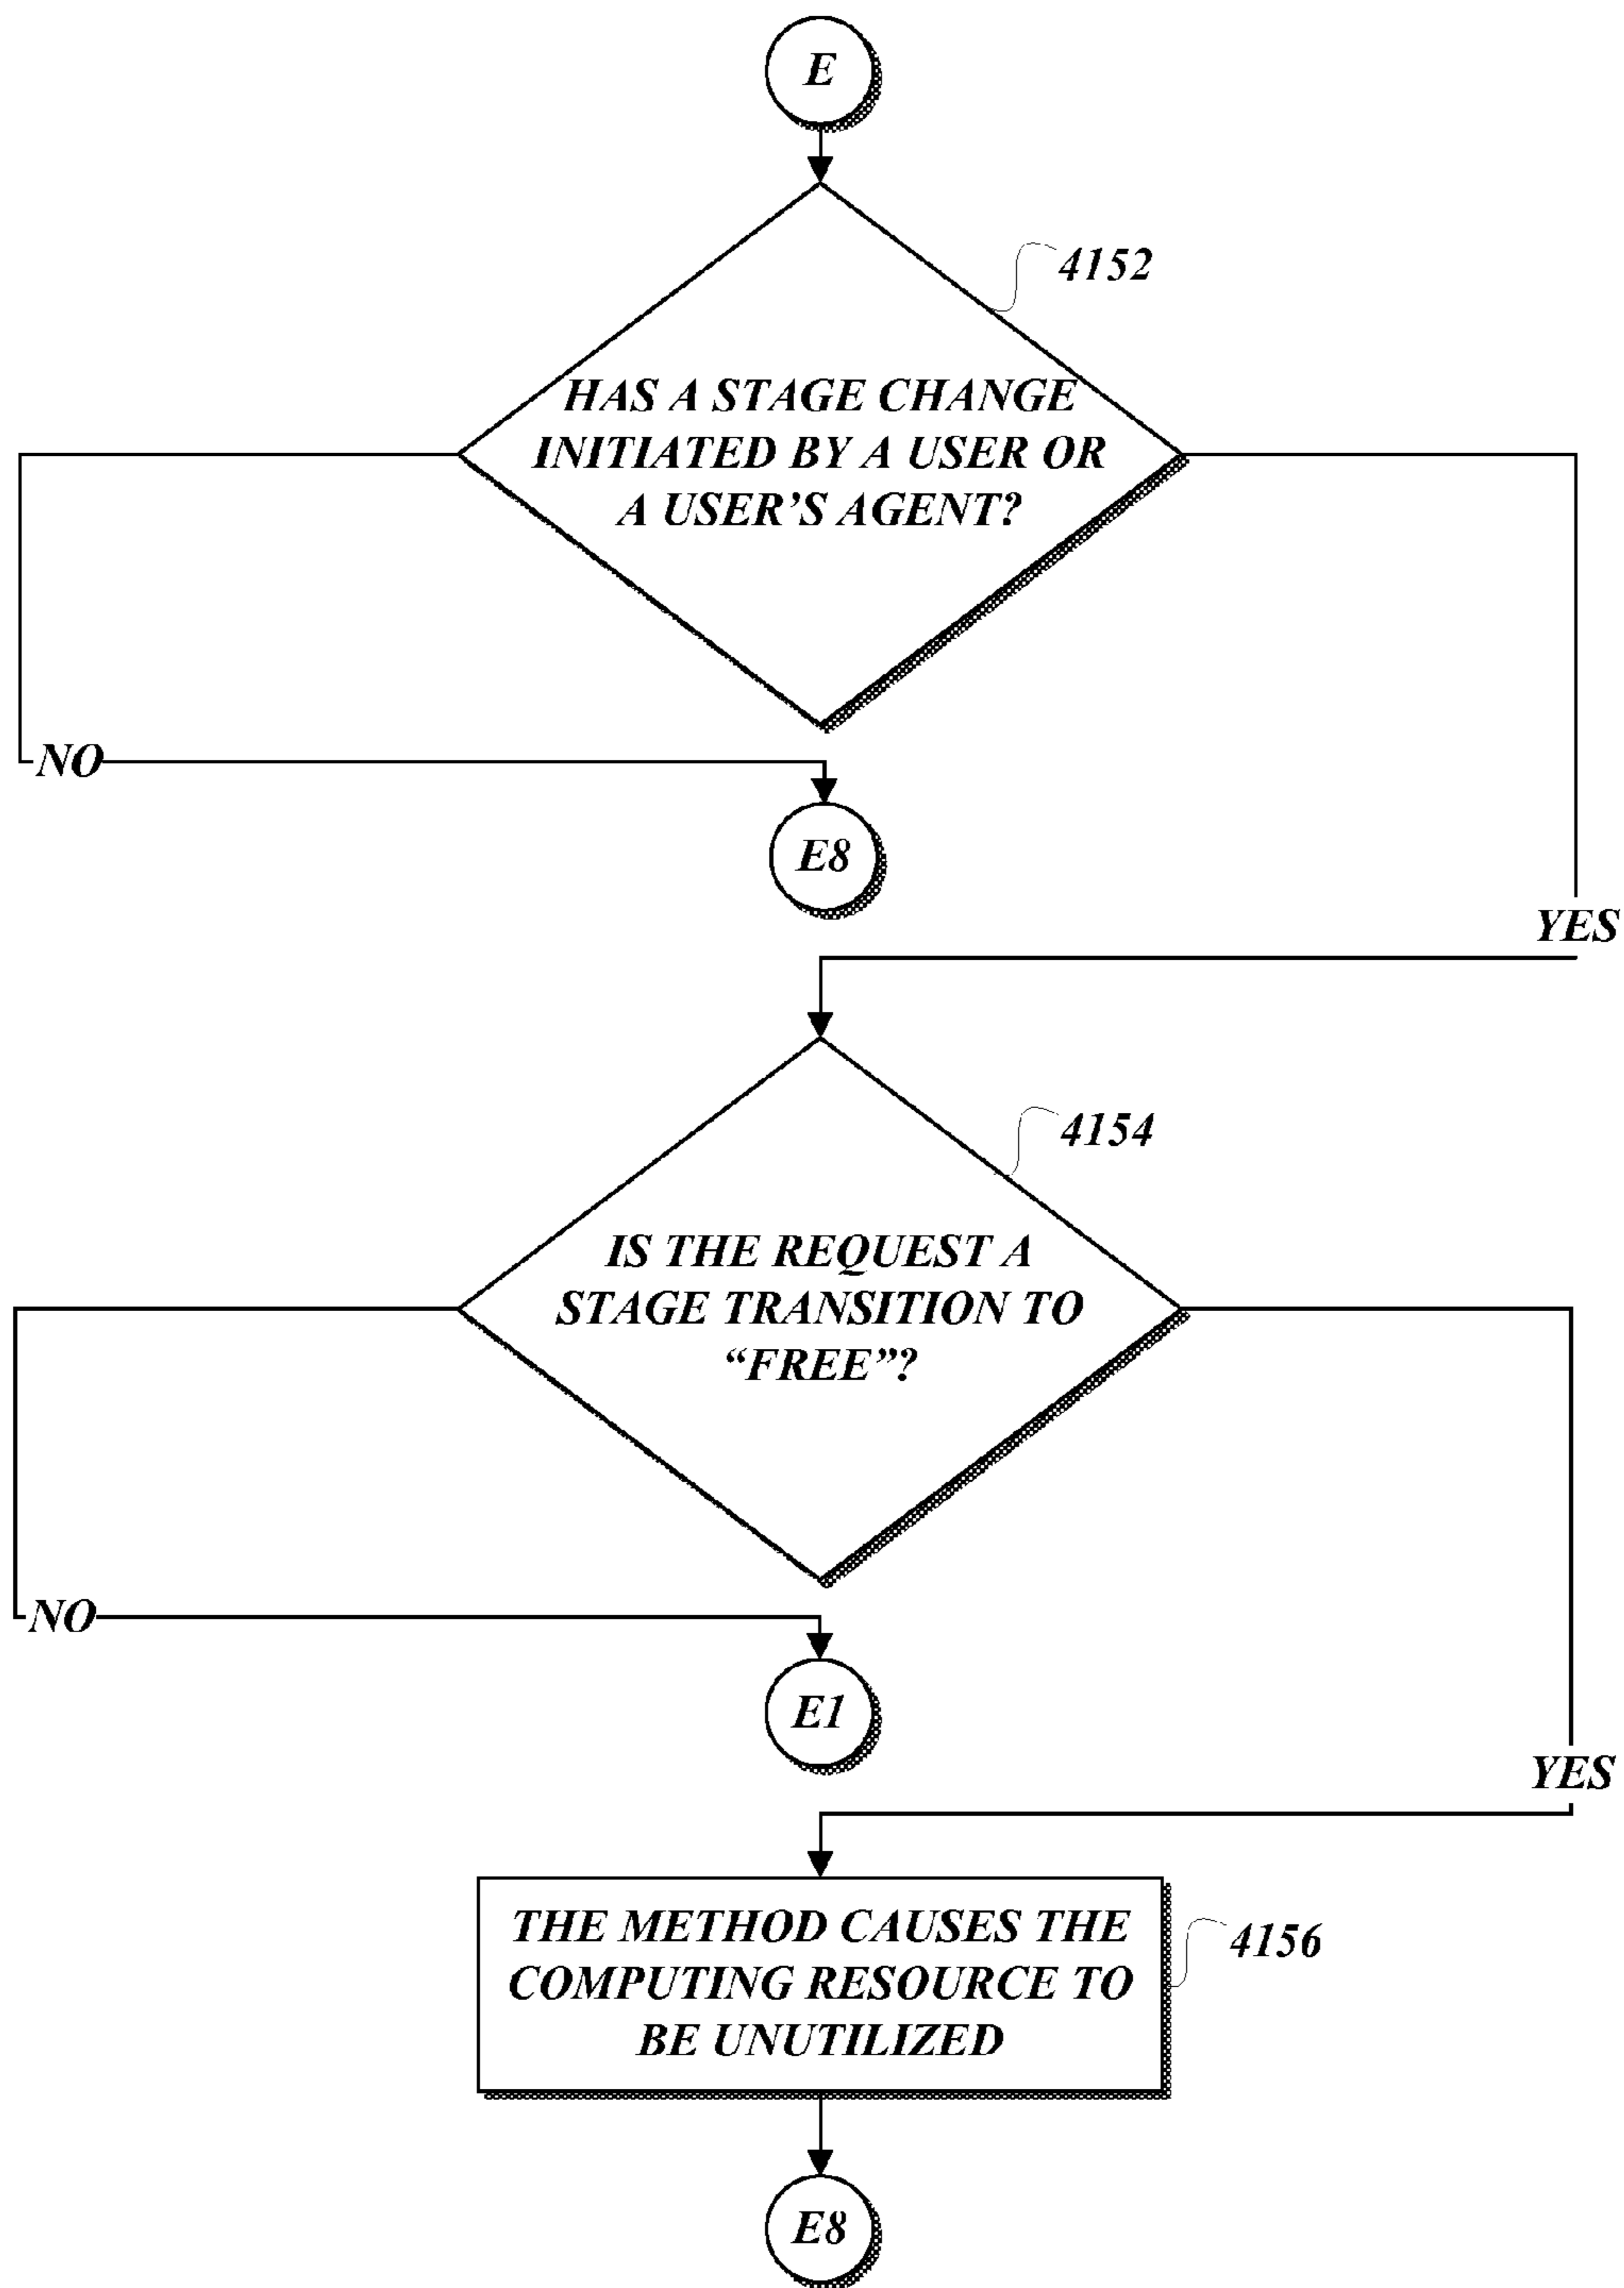 E
4152
HAS A STAGE CHANGE
INITIATED BY A USER OR
A USER’S AGENT?
NO
E8
YES
4154
IS THE REQUEST A
STAGE TRANSITION TO
“FREE”?
NO
E1
YES
THE METHOD CAUSES THE
COMPUTING RESOURCE TO
BE UNUTILIZED
4156
E8